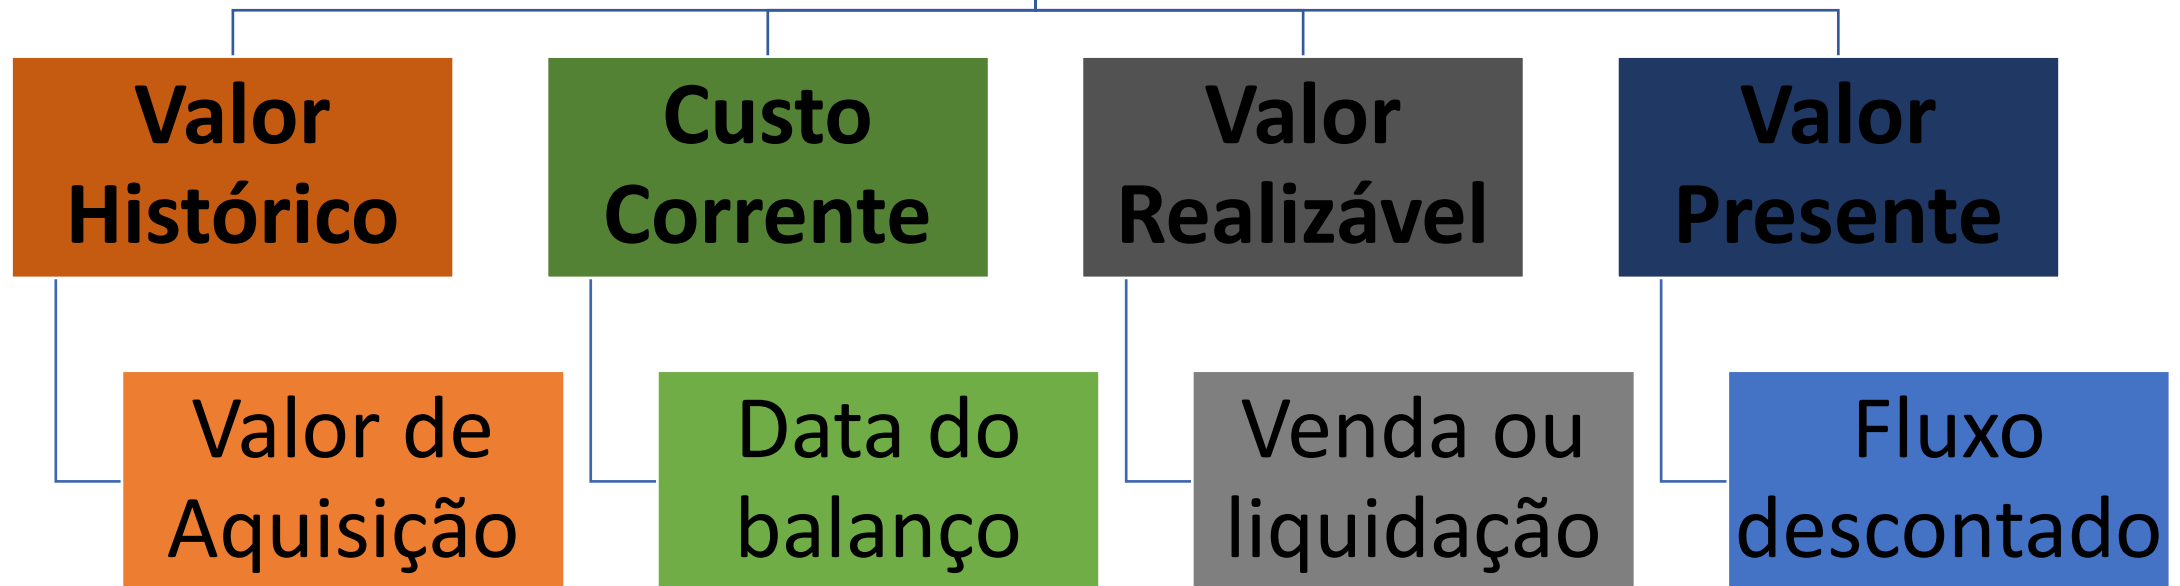 Valor
Histórico
Custo
Corrente
Valor
Realizável
Valor
Presente
Valor de
Aquisição
Data do
balanço
Venda ou
liquidação
Fluxo
descontado